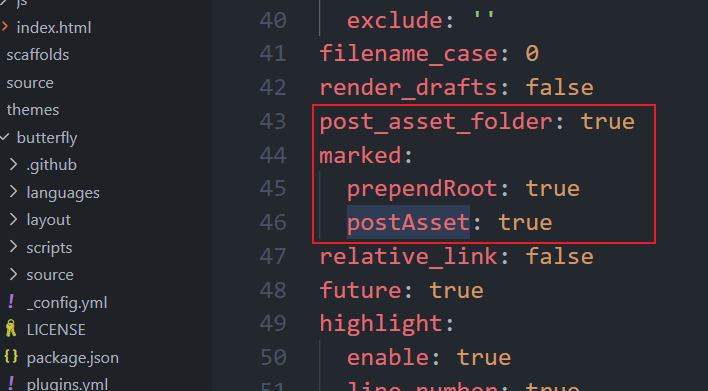 js
index.html
scaffolds
source
themes
butterfly
.github
languages
layout
scripts
source
_config.yml
LICENSE
package.json
plugins.yml
40 exclude: ''
41 filename_case: 0
42 render_drafts: false
43 post_asset_folder: true
44 marked:
45 prependRoot: true
46 postAsset: true
47 relative_link: false
48 future: true
49 highlight:
50 enable: true
51 line_number: true